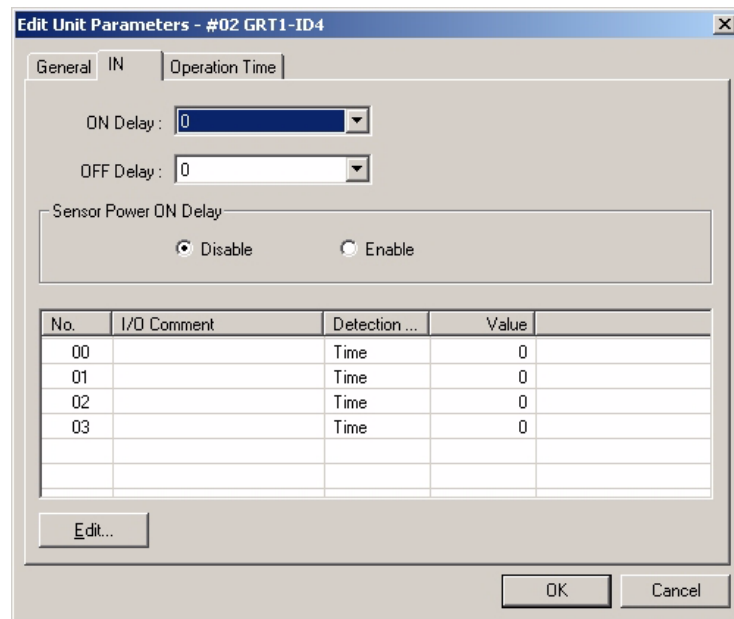 Edit Unit Parameters - #02 GRT1-ID4
General IN Operation Time
ON Delay : 0
OFF Delay : 0
Sensor Power ON Delay
Disable Enable
No. I/O Comment Detection ... Value
00 Time 0
01 Time 0
02 Time 0
03 Time 0
Edit...
OK Cancel